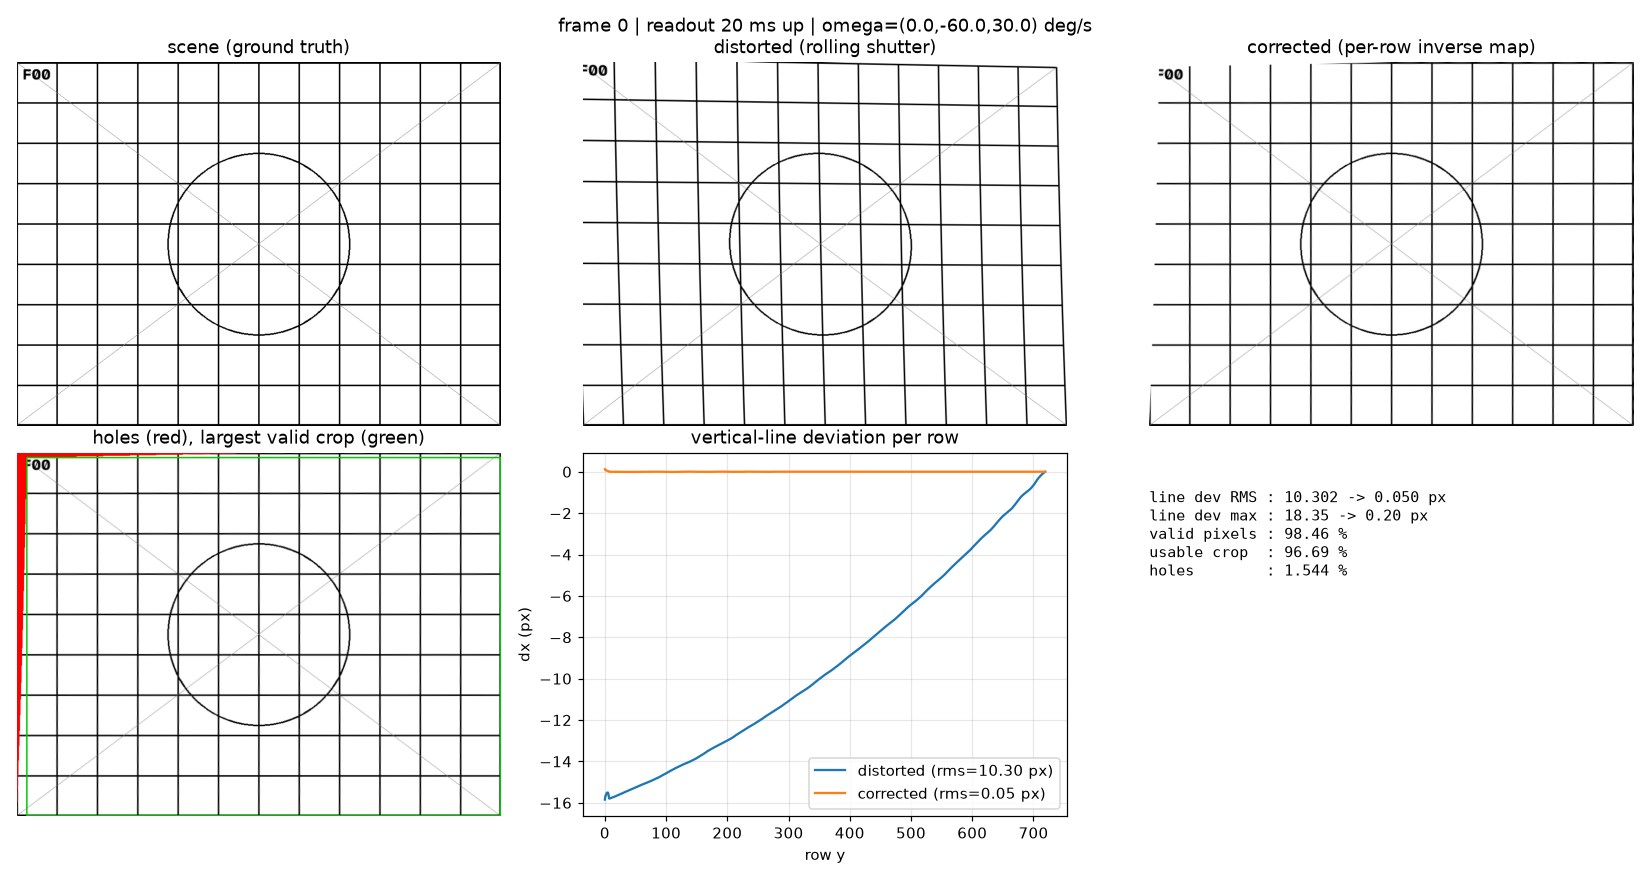 frame 0 | readout 20 ms up | omega=(0.0,-60.0,30.0) deg/s
scene (ground truth)
distorted (rolling shutter)
corrected (per-row inverse map)
F00
F00
F00
holes (red), largest valid crop (green)
vertical-line deviation per row
F00
0
−2
−4
−6
−8
−10
−12
−14
−16
dx (px)
distorted (rms=10.30 px)
corrected (rms=0.05 px)
0 100 200 300 400 500 600 700
row y
line dev RMS : 10.302 -> 0.050 px
line dev max : 18.35 -> 0.20 px
valid pixels : 98.46 %
usable crop : 96.69 %
holes : 1.544 %